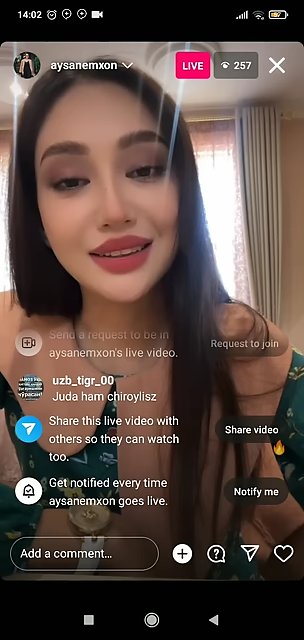 14:02
aysanemxon
LIVE
257
Send a request to be in
aysanemxon's live video.
Request to join
uzb_tigr_00
Juda ham chiroylisz
Share this live video with
others so they can watch
too.
Share video
Get notified every time
aysanemxon goes live.
Notify me
Add a comment...